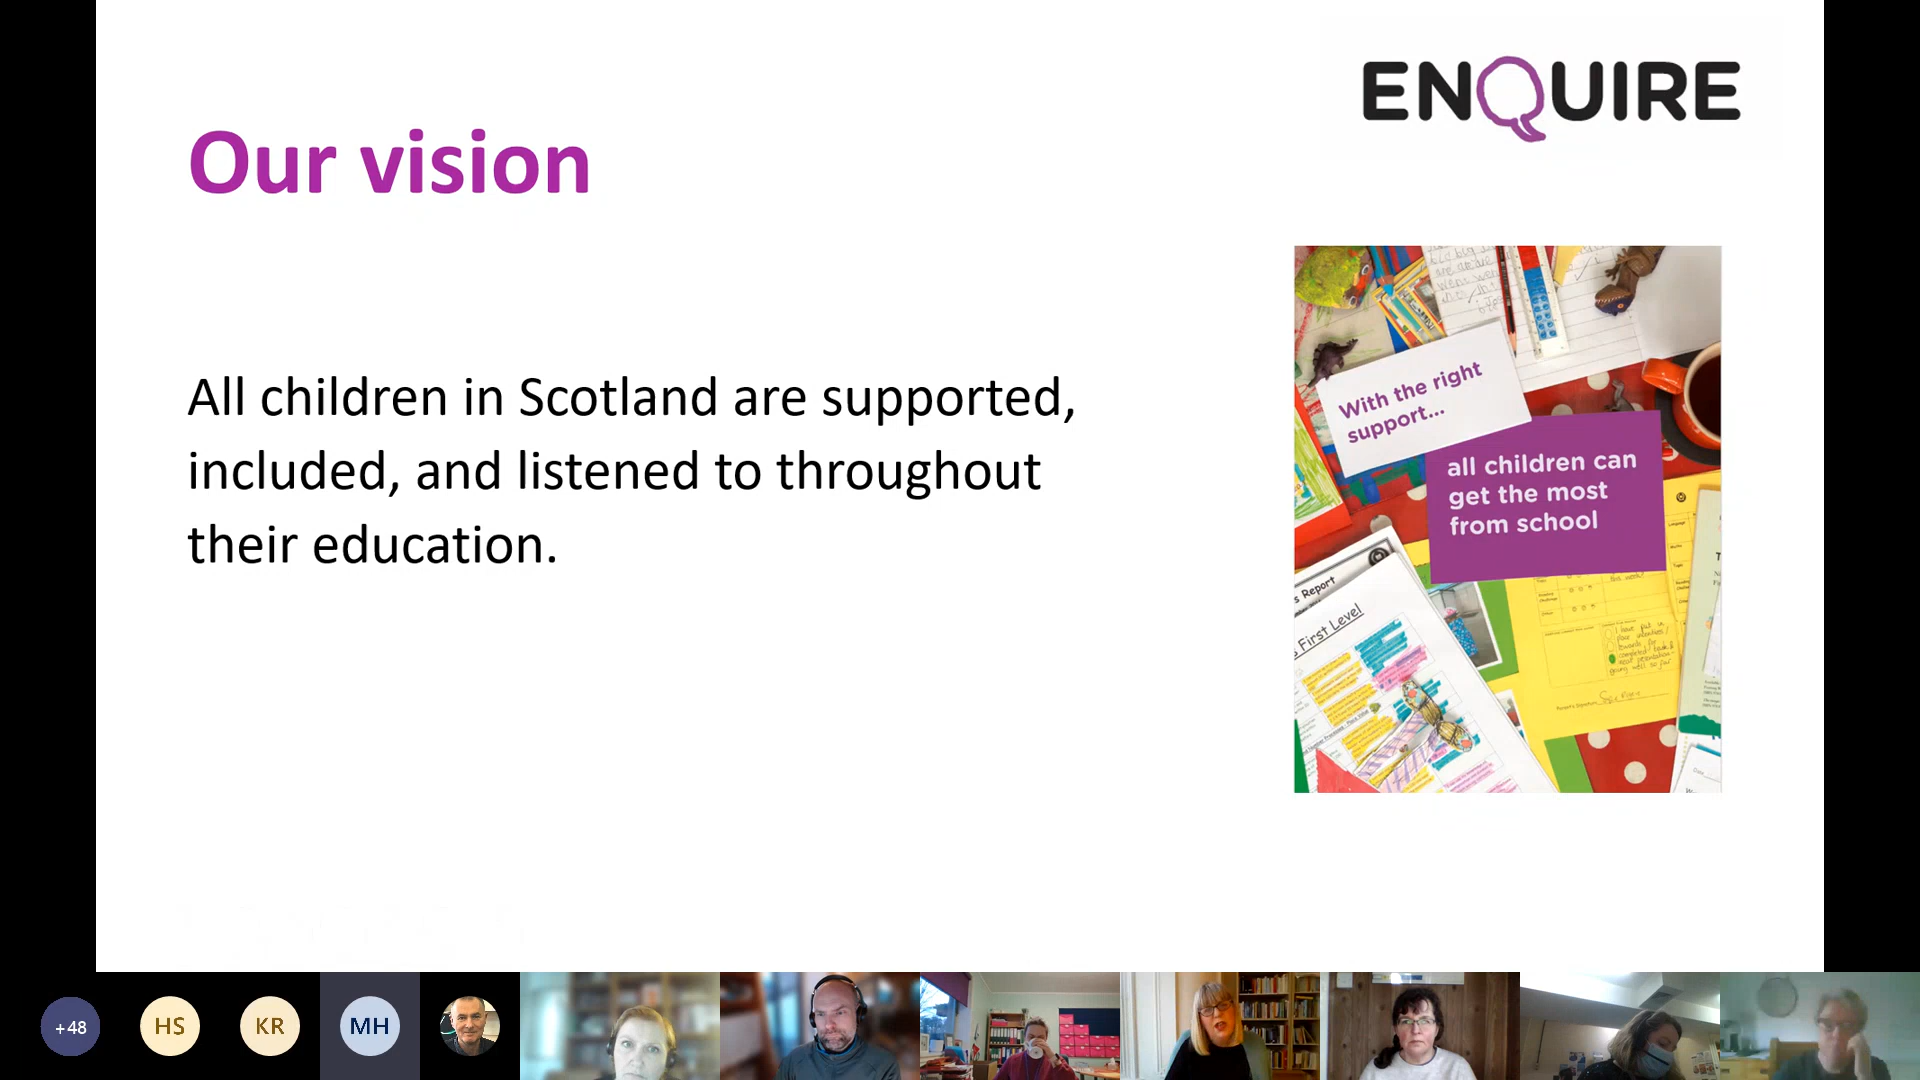 ENQUIRE
Our vision
All children in Scotland are supported,
included, and listened to throughout
their education.
With the right
support...
all children can
get the most
from school
s Report
First Level
+48
HS
KR
MH